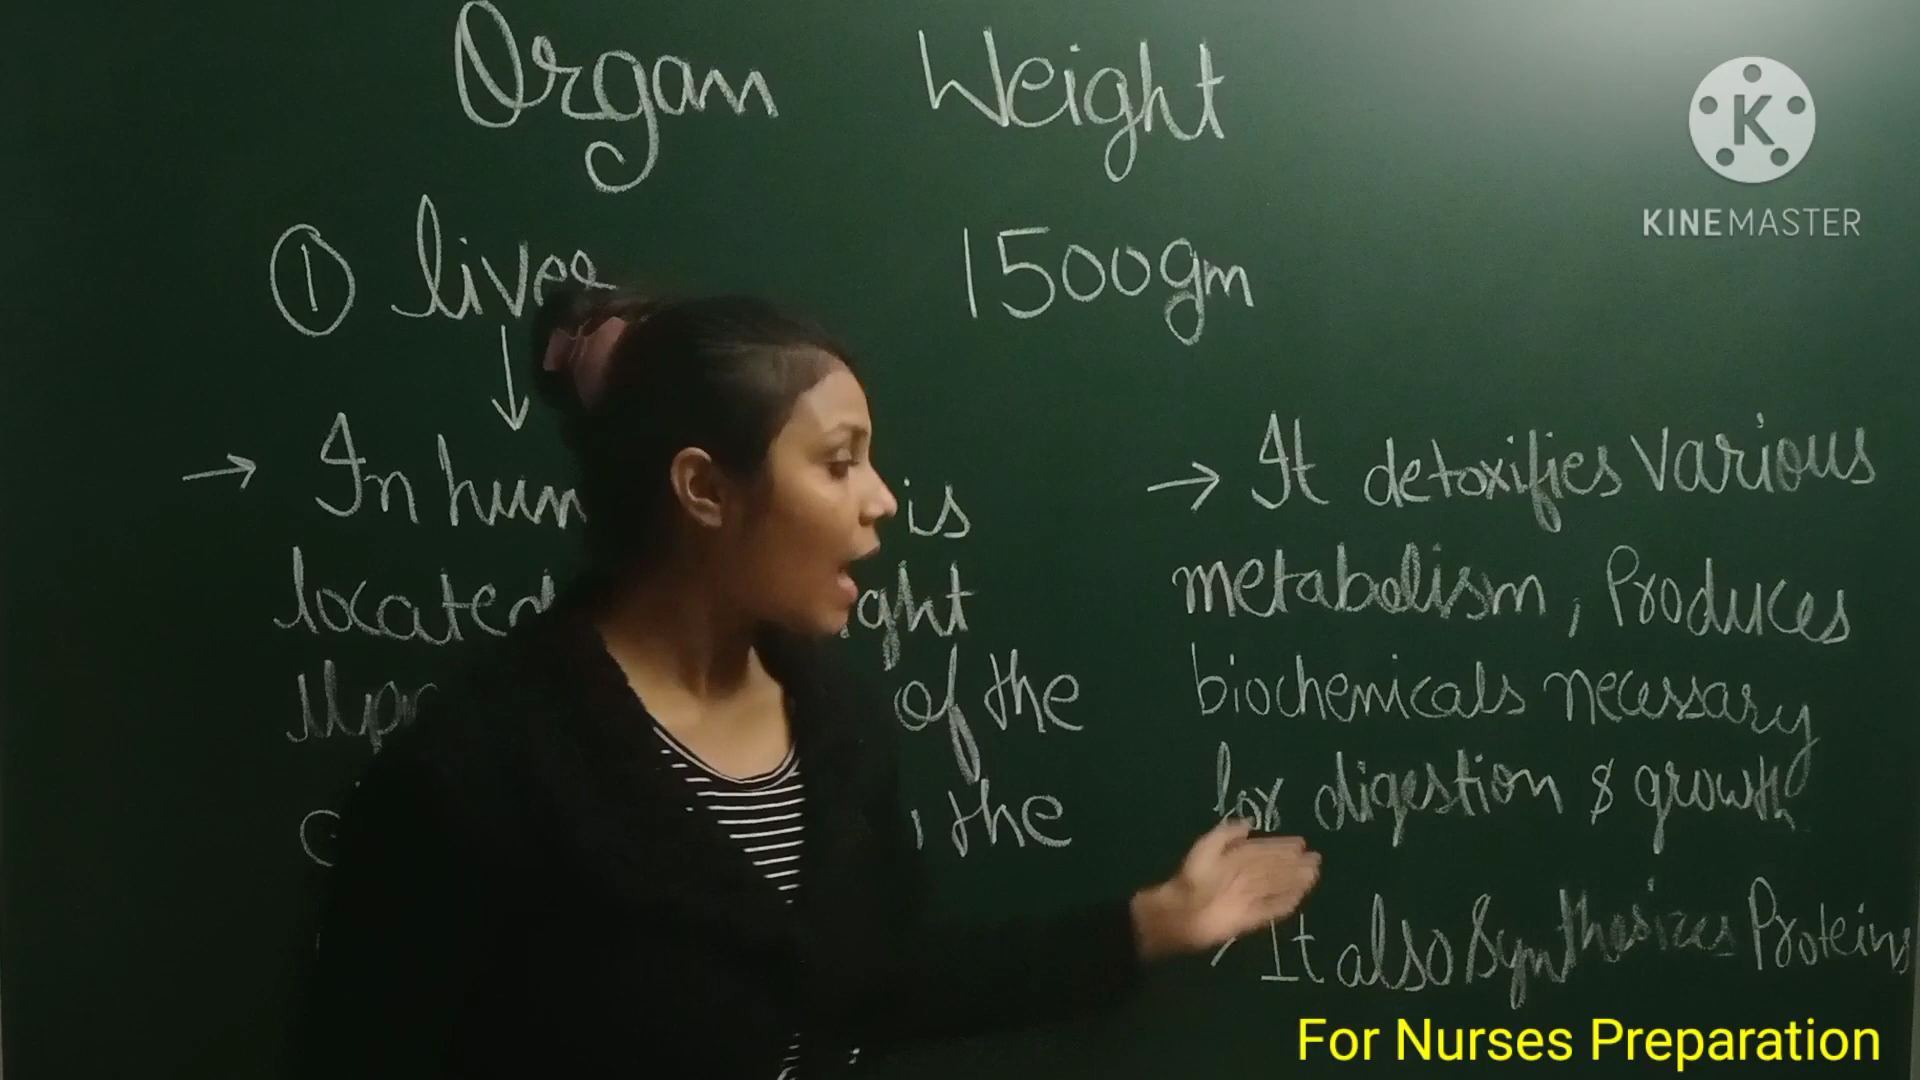 Organ Weight
① liver 1500gm
In hum is
located ght
of the
, the
→ It detoxifies various
metabolism, Produces
biochemicals necessary
for digestion & growth
It also synthesizes Proteins
K
KINEMASTER
For Nurses Preparation